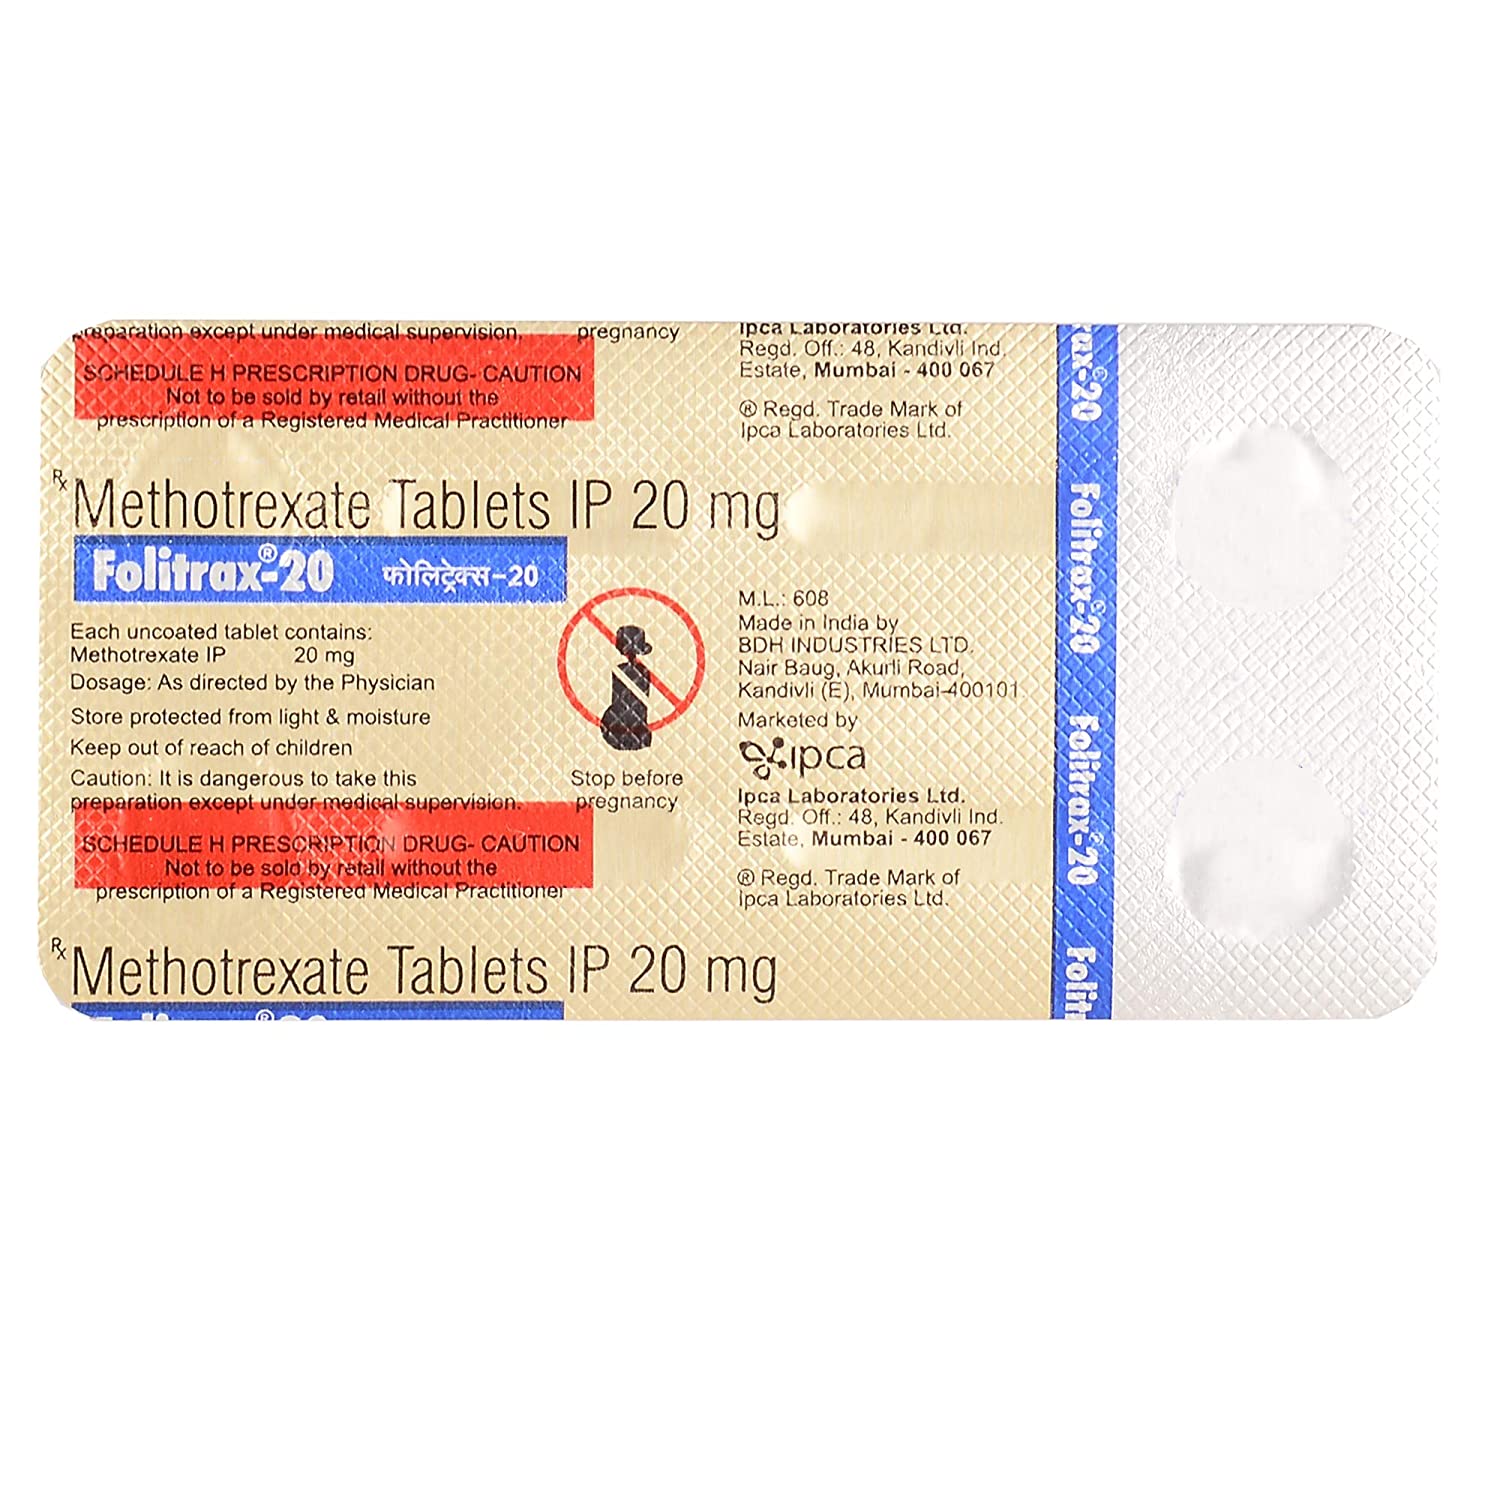 preparation except under medical supervision.
pregnancy
SCHEDULE H PRESCRIPTION DRUG- CAUTION
Not to be sold by retail without the
prescription of a Registered Medical Practitioner
Ipca Laboratories Ltd.
Regd. Off.: 48, Kandivli Ind.
Estate, Mumbai - 400 067
® Regd. Trade Mark of
Ipca Laboratories Ltd.
Rx Methotrexate Tablets IP 20 mg
Folitrax®-20 फोलिट्रेक्स-20
Each uncoated tablet contains:
Methotrexate IP 20 mg
Dosage: As directed by the Physician
Store protected from light & moisture
Keep out of reach of children
Caution: It is dangerous to take this
preparation except under medical supervision.
Stop before
pregnancy
SCHEDULE H PRESCRIPTION DRUG- CAUTION
Not to be sold by retail without the
prescription of a Registered Medical Practitioner
M.L.: 608
Made in India by
BDH INDUSTRIES LTD.
Nair Baug, Akurli Road,
Kandivli (E), Mumbai-400101.
Marketed by
ipca
Ipca Laboratories Ltd.
Regd. Off.: 48, Kandivli Ind.
Estate, Mumbai - 400 067
® Regd. Trade Mark of
Ipca Laboratories Ltd.
Rx Methotrexate Tablets IP 20 mg
Folitrax®-20
rax®-20
Folitrax®-20
Folitrax®-20
Folit